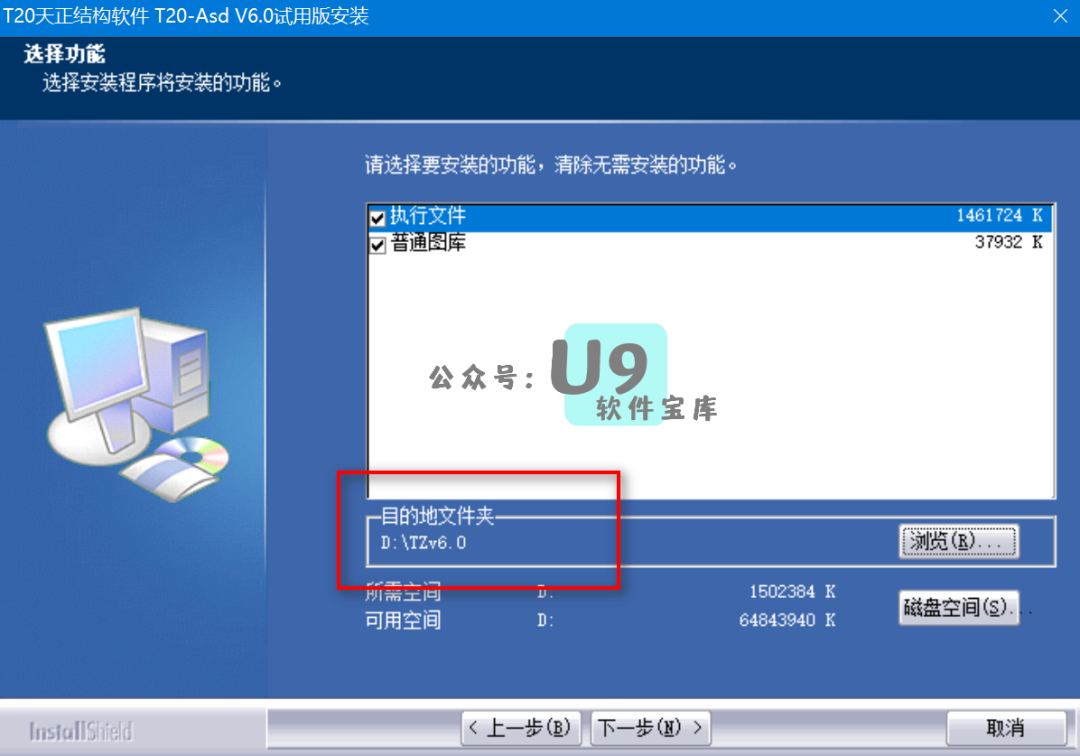 T20天正结构软件 T20-Asd V6.0试用版安装
选择功能
选择安装程序将安装的功能。
请选择要安装的功能，清除无需安装的功能。
执行文件 1461724 K
普通图库 37932 K
公众号：U9
软件宝库
目的地文件夹
D:\TZv6.0
浏览(R)...
所需空间 D: 1502384 K
磁盘空间(S)...
可用空间 D: 64843940 K
InstallShield
< 上一步(B)
下一步(N) >
取消